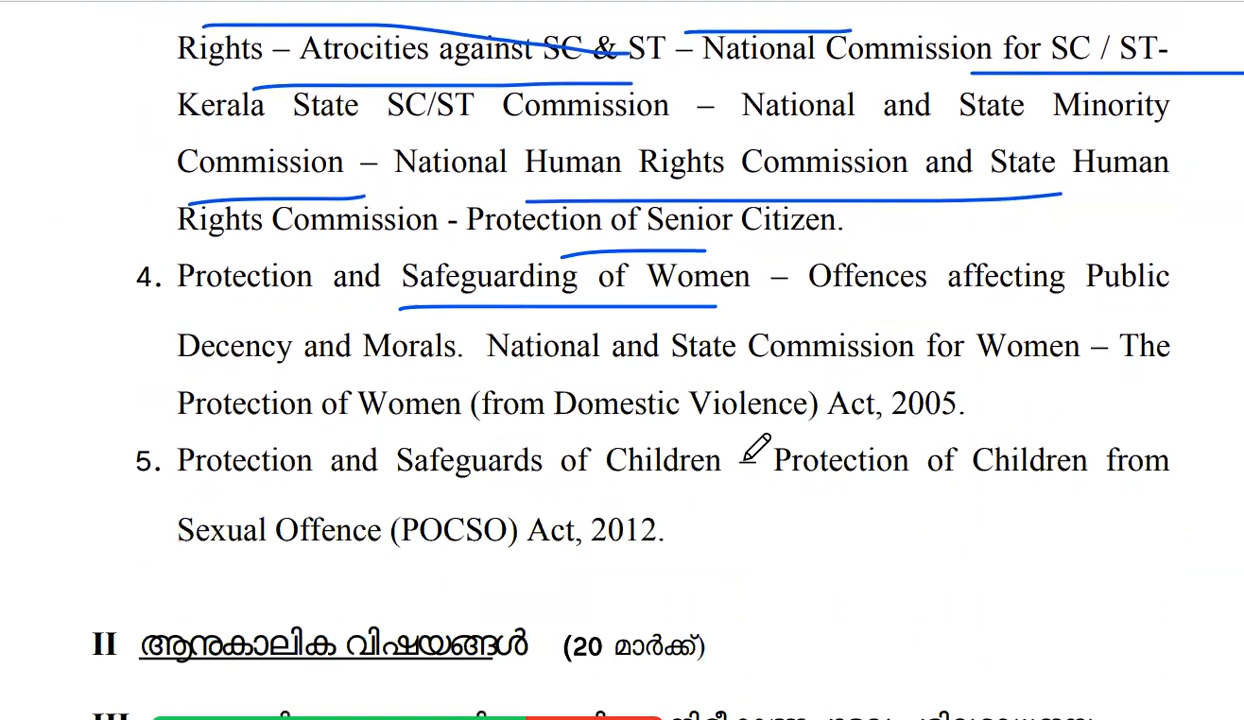 Rights – Atrocities against SC & ST – National Commission for SC / ST-
Kerala State SC/ST Commission – National and State Minority
Commission – National Human Rights Commission and State Human
Rights Commission - Protection of Senior Citizen.
4. Protection and Safeguarding of Women – Offences affecting Public
Decency and Morals. National and State Commission for Women – The
Protection of Women (from Domestic Violence) Act, 2005.
5. Protection and Safeguards of Children Protection of Children from
Sexual Offence (POCSO) Act, 2012.
II ആനുകാലിക വിഷയങ്ങൾ (20 മാർക്ക്)
III